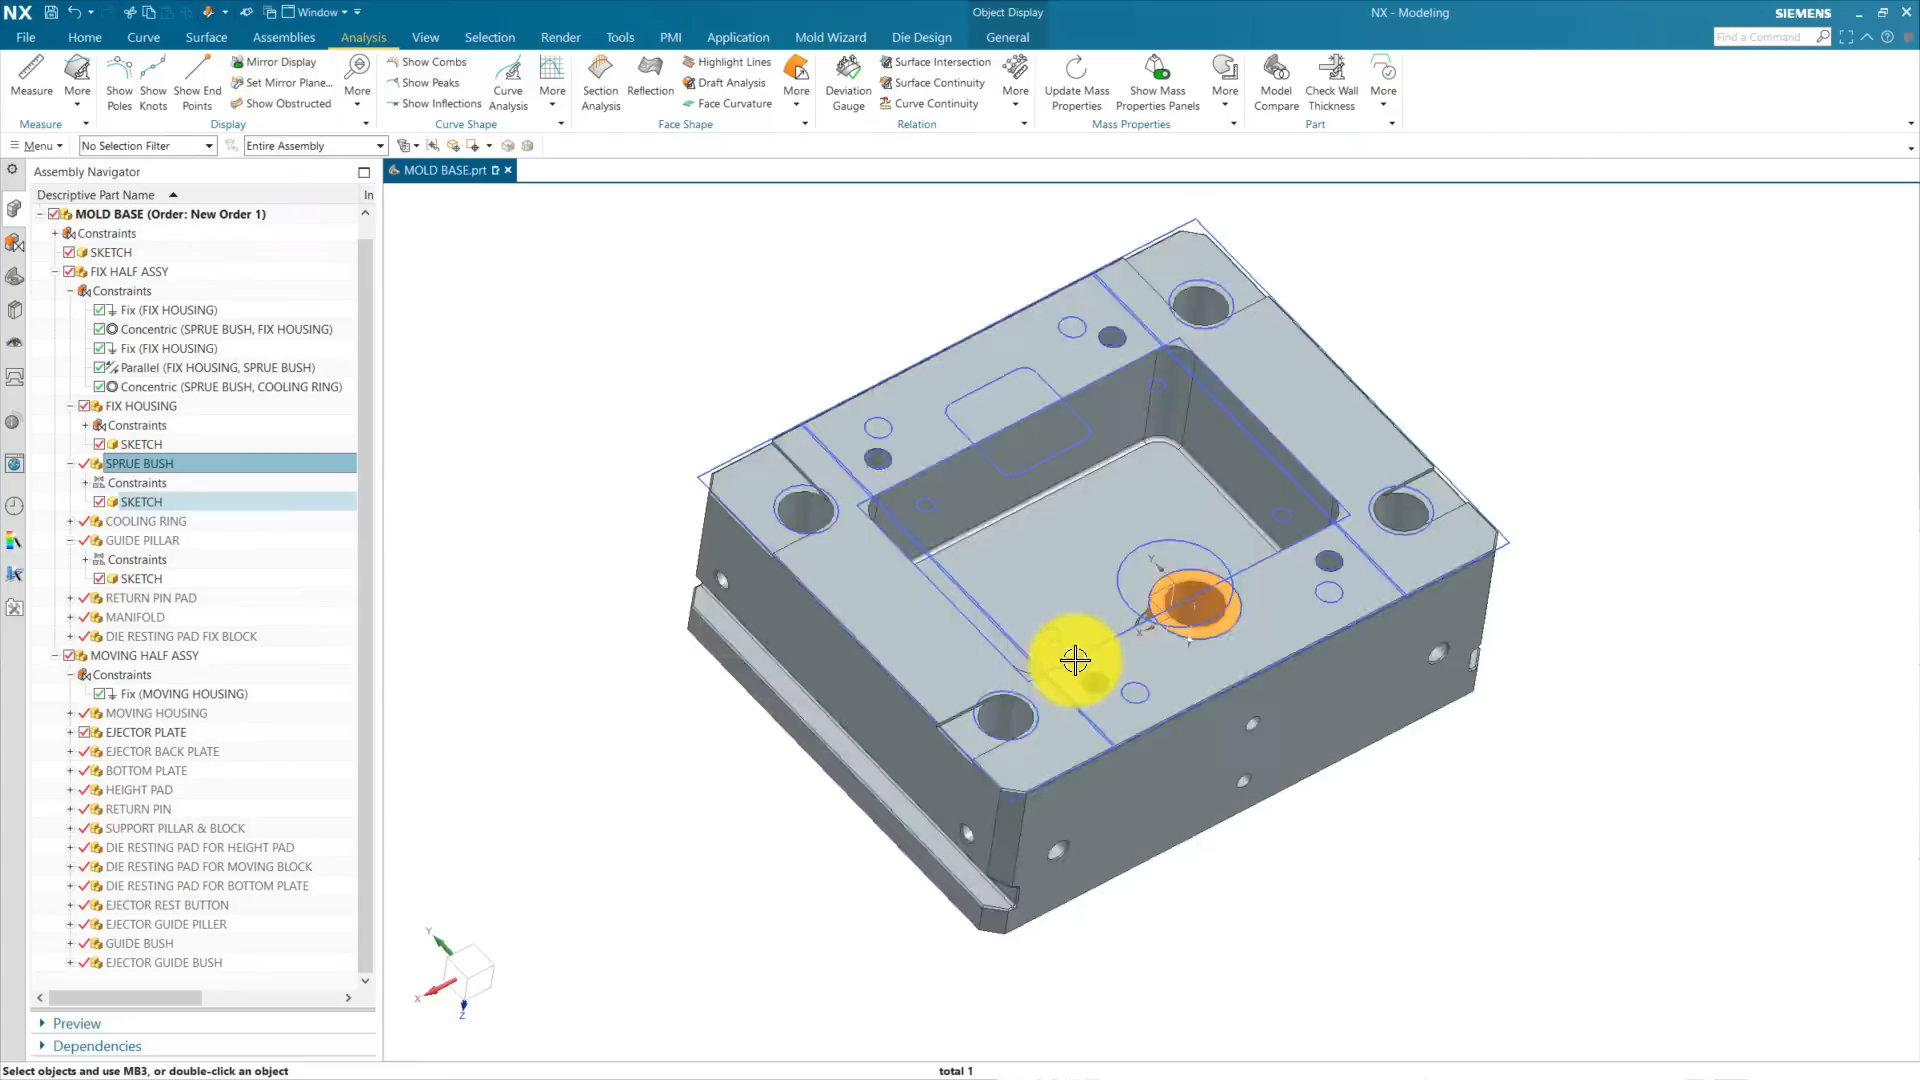 NX
Window
Object Display
NX - Modeling
SIEMENS
File Home Curve Surface Assemblies Analysis View Selection Render Tools PMI Application Mold Wizard Die Design General
Find a Command
Measure More Show Poles Show Knots Show End Points
Mirror Display
Set Mirror Plane...
Show Obstructed
More
Show Combs
Show Peaks
Show Inflections
Curve Analysis More Section Analysis Reflection
Highlight Lines
Draft Analysis
Face Curvature
More Deviation Gauge
Surface Intersection
Surface Continuity
Curve Continuity
More Update Mass Properties Show Mass Properties Panels More Model Compare Check Wall Thickness More
Measure Display Curve Shape Face Shape Relation Mass Properties Part
Menu No Selection Filter Entire Assembly
Assembly Navigator
MOLD BASE.prt
Descriptive Part Name In
MOLD BASE (Order: New Order 1)
Constraints
SKETCH
FIX HALF ASSY
Constraints
Fix (FIX HOUSING)
Concentric (SPRUE BUSH, FIX HOUSING)
Fix (FIX HOUSING)
Parallel (FIX HOUSING, SPRUE BUSH)
Concentric (SPRUE BUSH, COOLING RING)
FIX HOUSING
Constraints
SKETCH
SPRUE BUSH
Constraints
SKETCH
COOLING RING
GUIDE PILLAR
Constraints
SKETCH
RETURN PIN PAD
MANIFOLD
DIE RESTING PAD FIX BLOCK
MOVING HALF ASSY
Constraints
Fix (MOVING HOUSING)
MOVING HOUSING
EJECTOR PLATE
EJECTOR BACK PLATE
BOTTOM PLATE
HEIGHT PAD
RETURN PIN
SUPPORT PILLAR & BLOCK
DIE RESTING PAD FOR HEIGHT PAD
DIE RESTING PAD FOR MOVING BLOCK
DIE RESTING PAD FOR BOTTOM PLATE
EJECTOR REST BUTTON
EJECTOR GUIDE PILLER
GUIDE BUSH
EJECTOR GUIDE BUSH
Y
X
Y
X
Z
Preview
Dependencies
Select objects and use MB3, or double-click an object
total 1